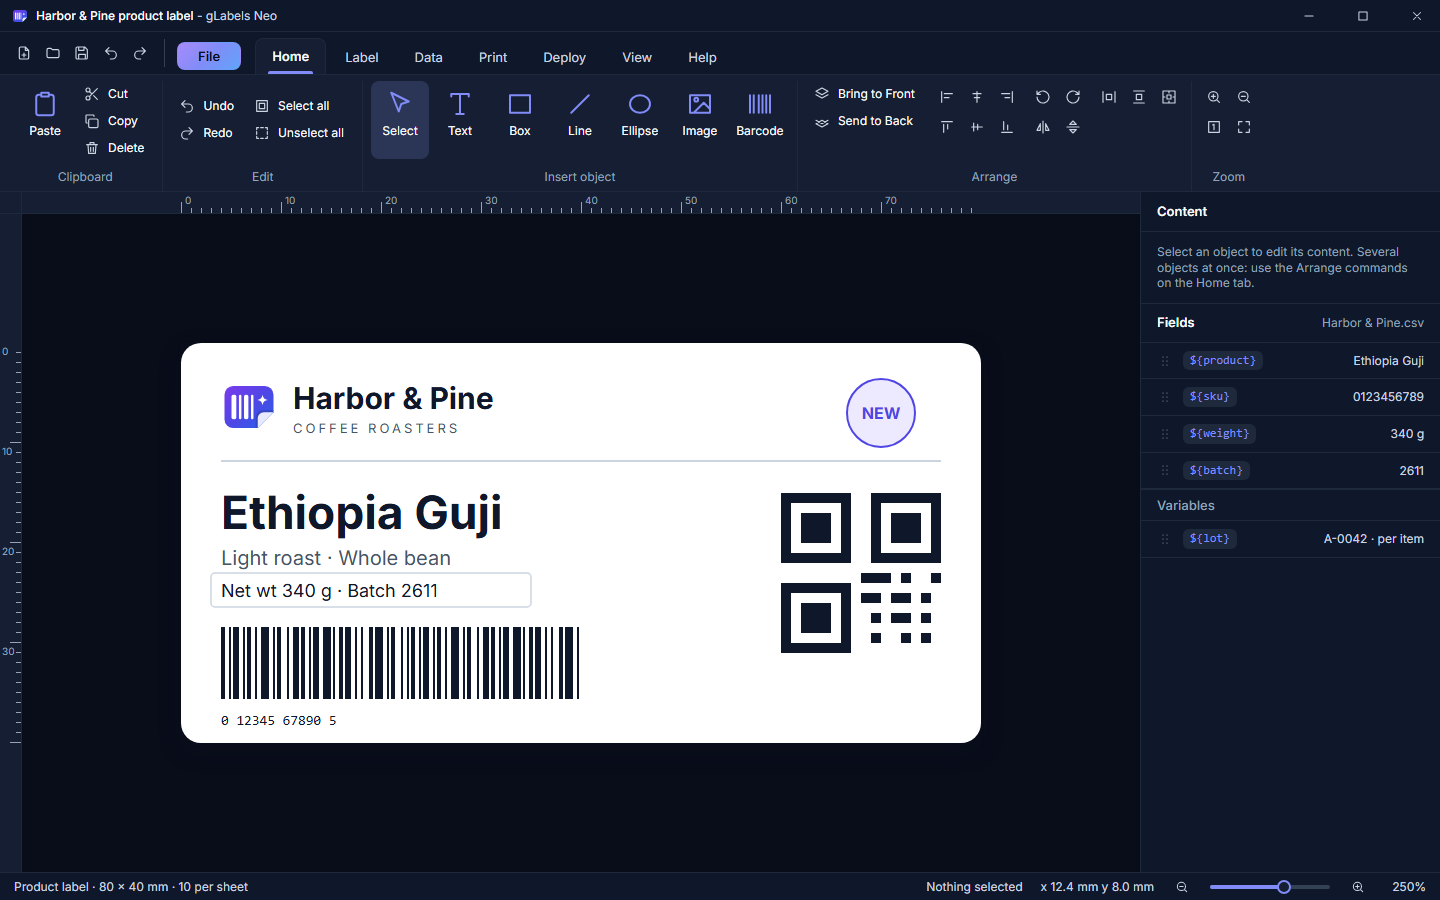 Harbor & Pine product label - gLabels Neo
File
Home
Label
Data
Print
Deploy
View
Help
Paste
Cut
Copy
Delete
Clipboard
Undo
Redo
Select all
Unselect all
Edit
Select
Text
Box
Line
Ellipse
Image
Barcode
Insert object
Bring to Front
Send to Back
Arrange
Zoom
0 10 20 30 40 50 60 70
0
10
20
30
Harbor & Pine
COFFEE ROASTERS
NEW
Ethiopia Guji
Light roast · Whole bean
Net wt 340 g · Batch 2611
0 12345 67890 5
Content
Select an object to edit its content. Several
objects at once: use the Arrange commands
on the Home tab.
Fields Harbor & Pine.csv
${product} Ethiopia Guji
${sku} 0123456789
${weight} 340 g
${batch} 2611
Variables
${lot} A-0042 · per item
Product label · 80 × 40 mm · 10 per sheet
Nothing selected
x 12.4 mm y 8.0 mm
250%